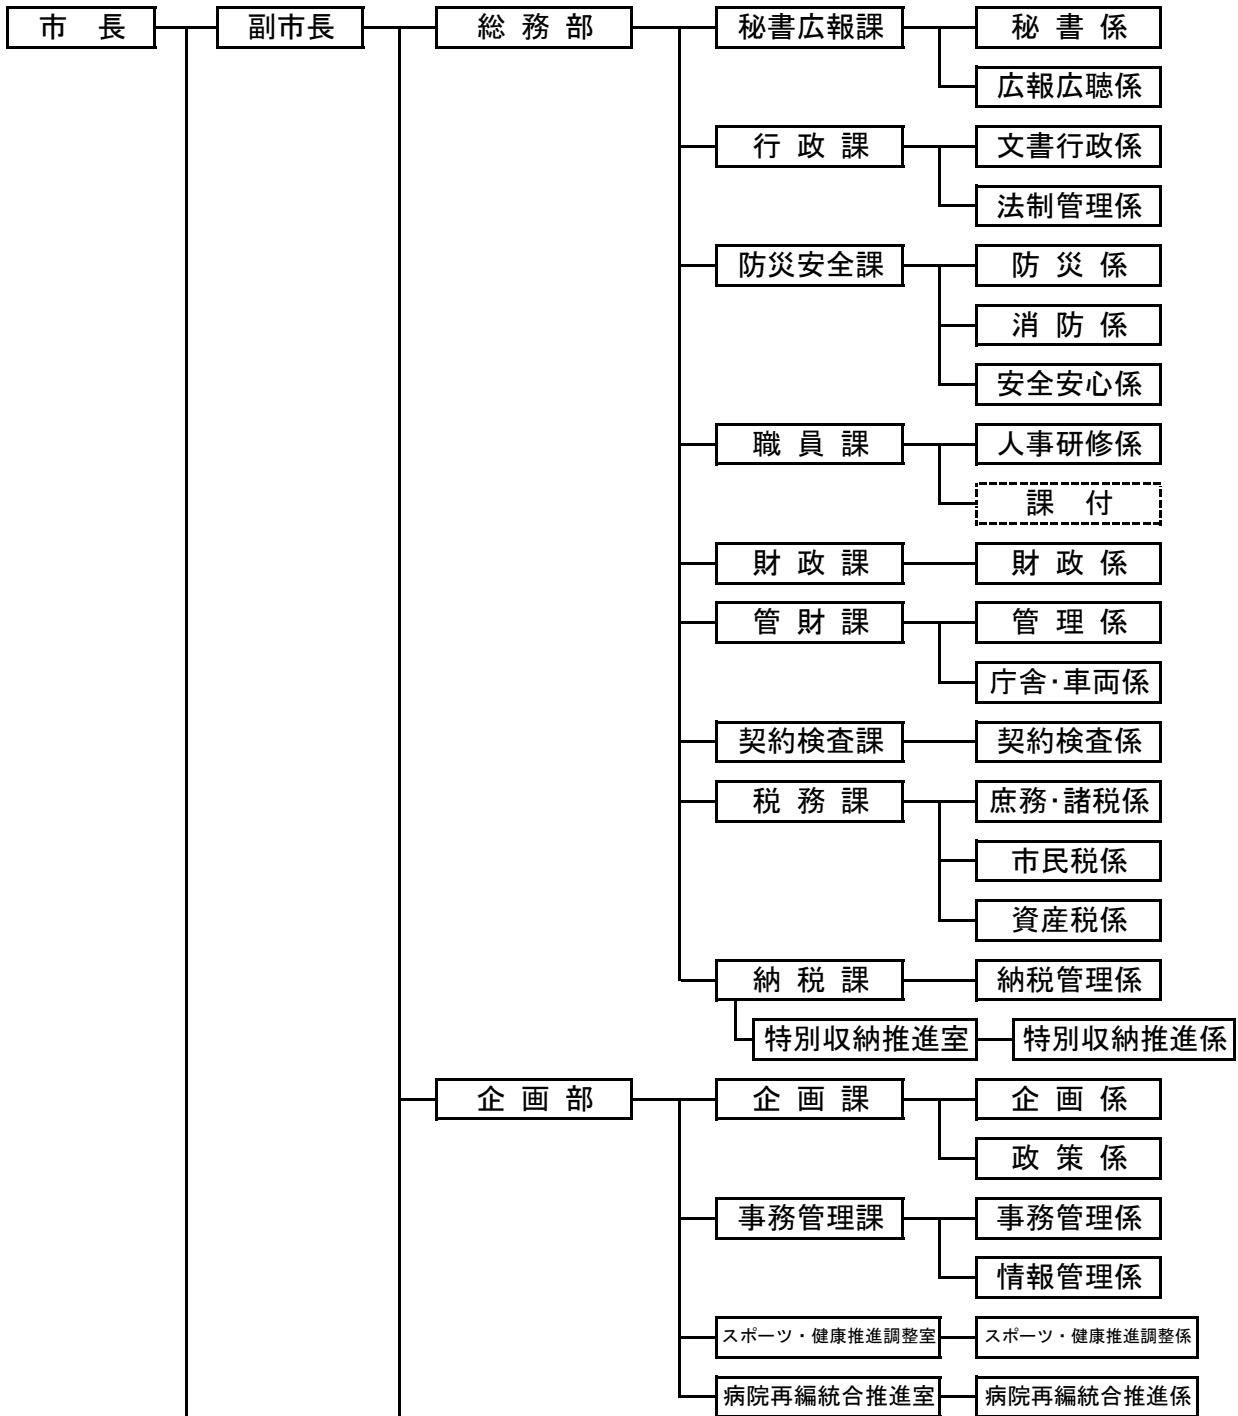 市　長　副市長　総 務 部　秘書広報課　秘 書 係
広報広聴係
行 政 課　文書行政係
法制管理係
防災安全課　防 災 係
消 防 係
安全安心係
職 員 課　人事研修係
課　付
財 政 課　財 政 係
管 財 課　管 理 係
庁舎･車両係
契約検査課　契約検査係
税 務 課　庶務･諸税係
市民税係
資産税係
納 税 課　納税管理係
特別収納推進室　特別収納推進係
企 画 部　企 画 課　企 画 係
政 策 係
事務管理課　事務管理係
情報管理係
スポーツ・健康推進調整室　スポーツ・健康推進調整係
病院再編統合推進室　病院再編統合推進係